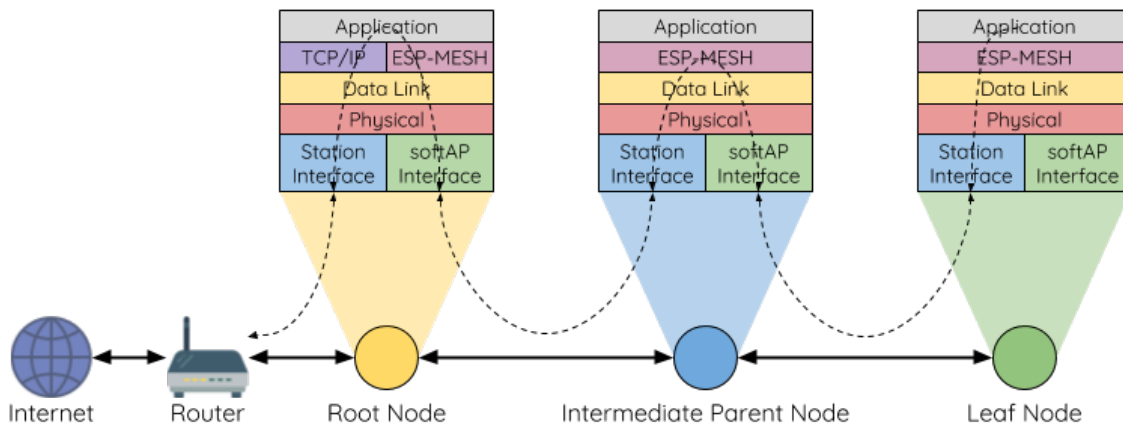 Application
TCP/IP
ESP-MESH
Data Link
Physical
Station
Interface
softAP
Interface
Application
ESP-MESH
Data Link
Physical
Station
Interface
softAP
Interface
Application
ESP-MESH
Data Link
Physical
Station
Interface
softAP
Interface
Internet
Router
Root Node
Intermediate Parent Node
Leaf Node